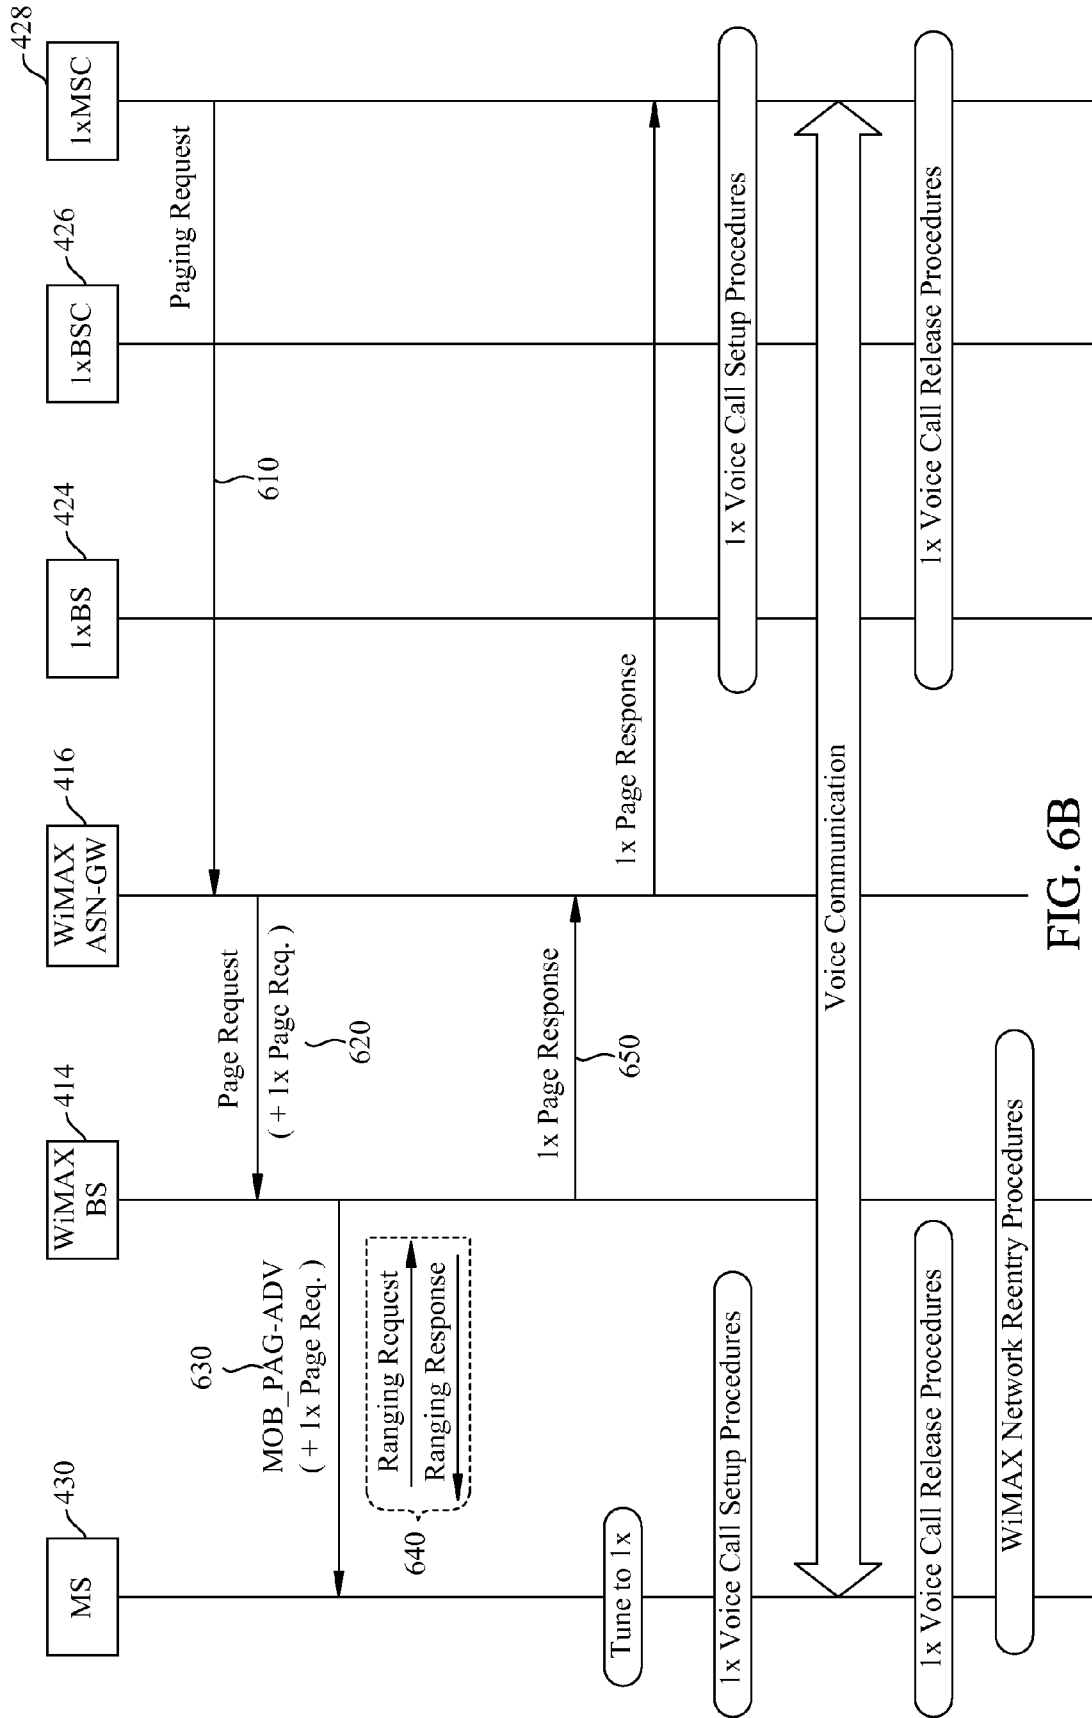 MS
430
WiMAX
BS
414
WiMAX
ASN-GW
416
1xBS
424
1xBSC
426
1xMSC
428
Paging Request
610
Page Request
( + 1x Page Req. )
620
630
MOB_PAG-ADV
( + 1x Page Req. )
Ranging Request
Ranging Response
640
1x Page Response
650
Tune to 1x
1x Page Response
1x Voice Call Setup Procedures
1x Voice Call Setup Procedures
Voice Communication
1x Voice Call Release Procedures
1x Voice Call Release Procedures
WiMAX Network Reentry Procedures
FIG. 6B